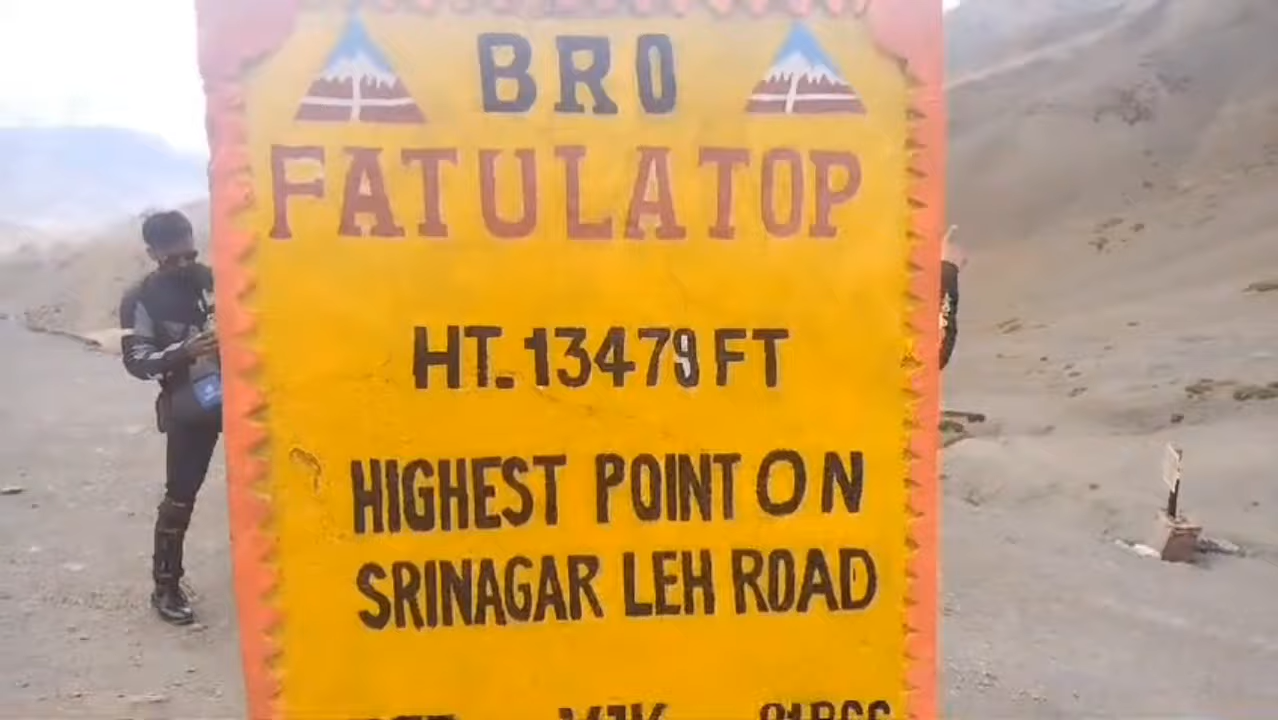 BRO
FATULATOP
HT. 13479 FT
HIGHEST POINT ON
SRINAGAR LEH ROAD